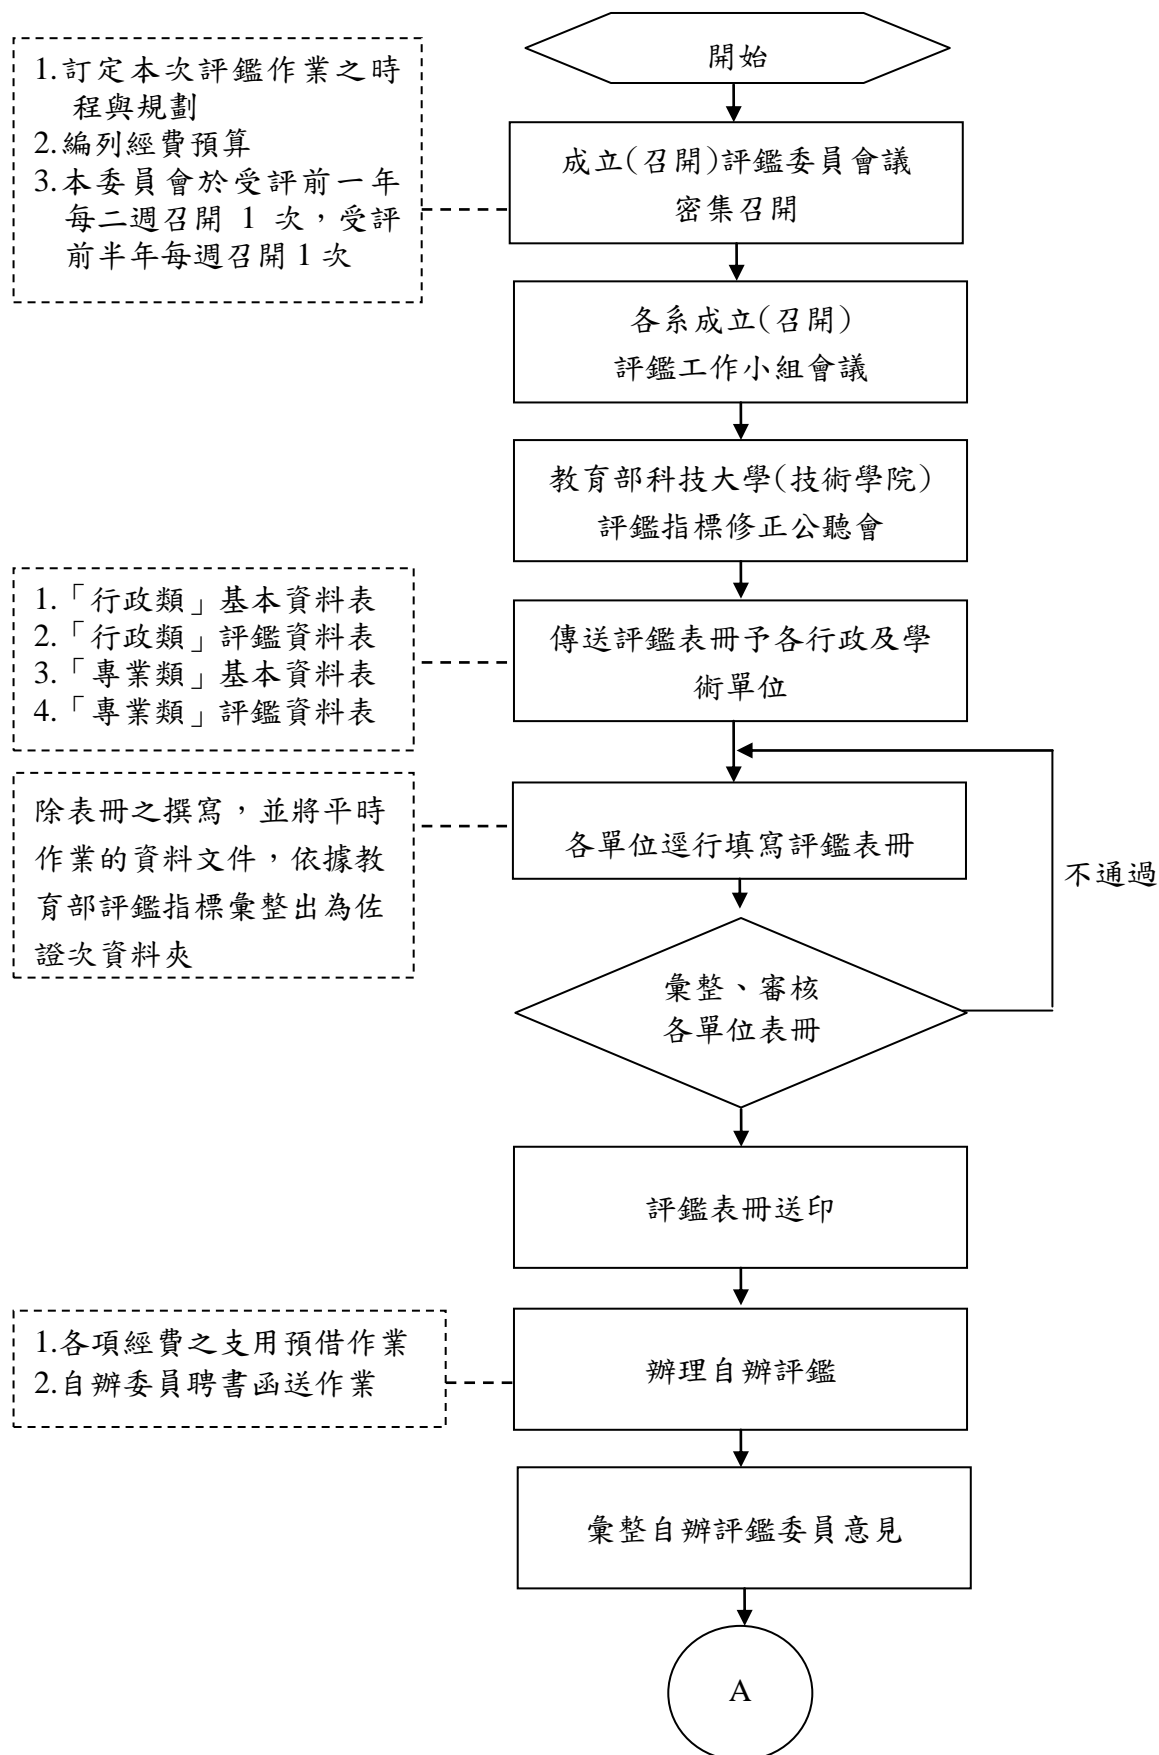 開始
1.訂定本次評鑑作業之時
程與規劃
2.編列經費預算
3.本委員會於受評前一年
每二週召開 1 次，受評
前半年每週召開 1 次
成立(召開)評鑑委員會議
密集召開
各系成立(召開)
評鑑工作小組會議
教育部科技大學(技術學院)
評鑑指標修正公聽會
1.「行政類」基本資料表
2.「行政類」評鑑資料表
3.「專業類」基本資料表
4.「專業類」評鑑資料表
傳送評鑑表冊予各行政及學
術單位
除表冊之撰寫，並將平時
作業的資料文件，依據教
育部評鑑指標彙整出為佐
證次資料夾
各單位逕行填寫評鑑表冊
不通過
彙整、審核
各單位表冊
評鑑表冊送印
1.各項經費之支用預借作業
2.自辦委員聘書函送作業
辦理自辦評鑑
彙整自辦評鑑委員意見
A